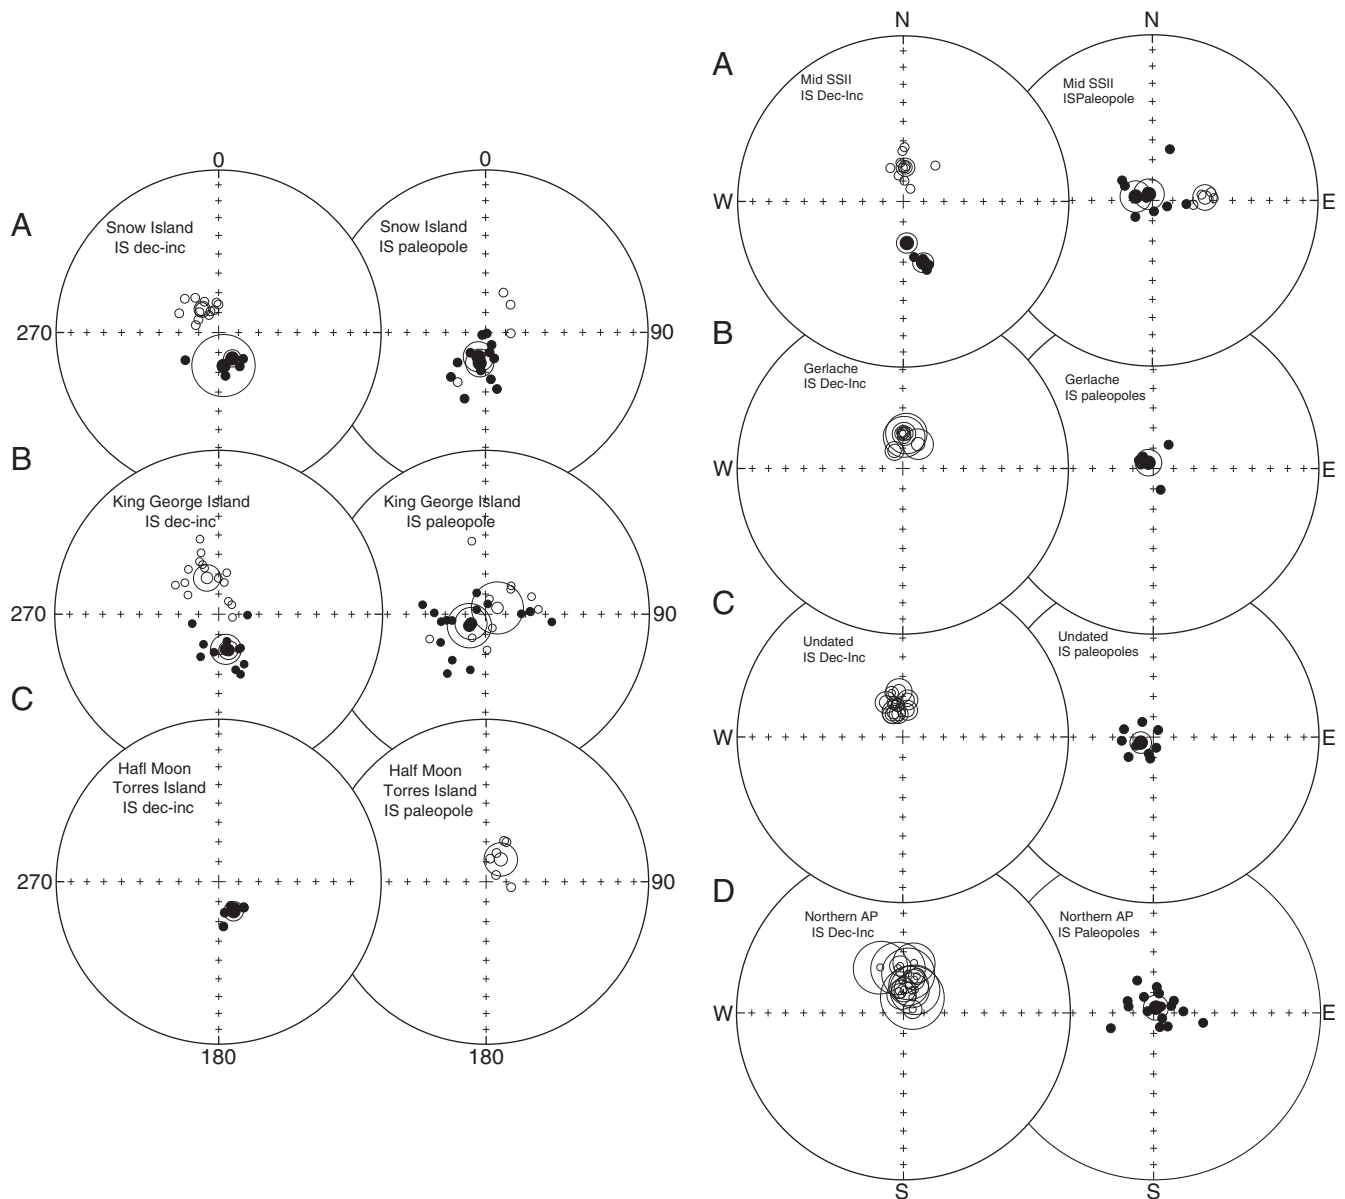 0
0
A
Snow Island
IS dec-inc
Snow Island
IS paleopole
270
90
B
King George Island
IS dec-inc
King George Island
IS paleopole
270
90
C
Hafl Moon
Torres Island
IS dec-inc
Half Moon
Torres Island
IS paleopole
270
90
180
180
N
N
A
Mid SSII
IS Dec-Inc
Mid SSII
ISPaleopole
W
E
B
Gerlache
IS Dec-Inc
Gerlache
IS paleopoles
W
E
C
Undated
IS Dec-Inc
Undated
IS paleopoles
W
E
D
Northern AP
IS Dec-Inc
Northern AP
IS Paleopoles
W
E
S
S